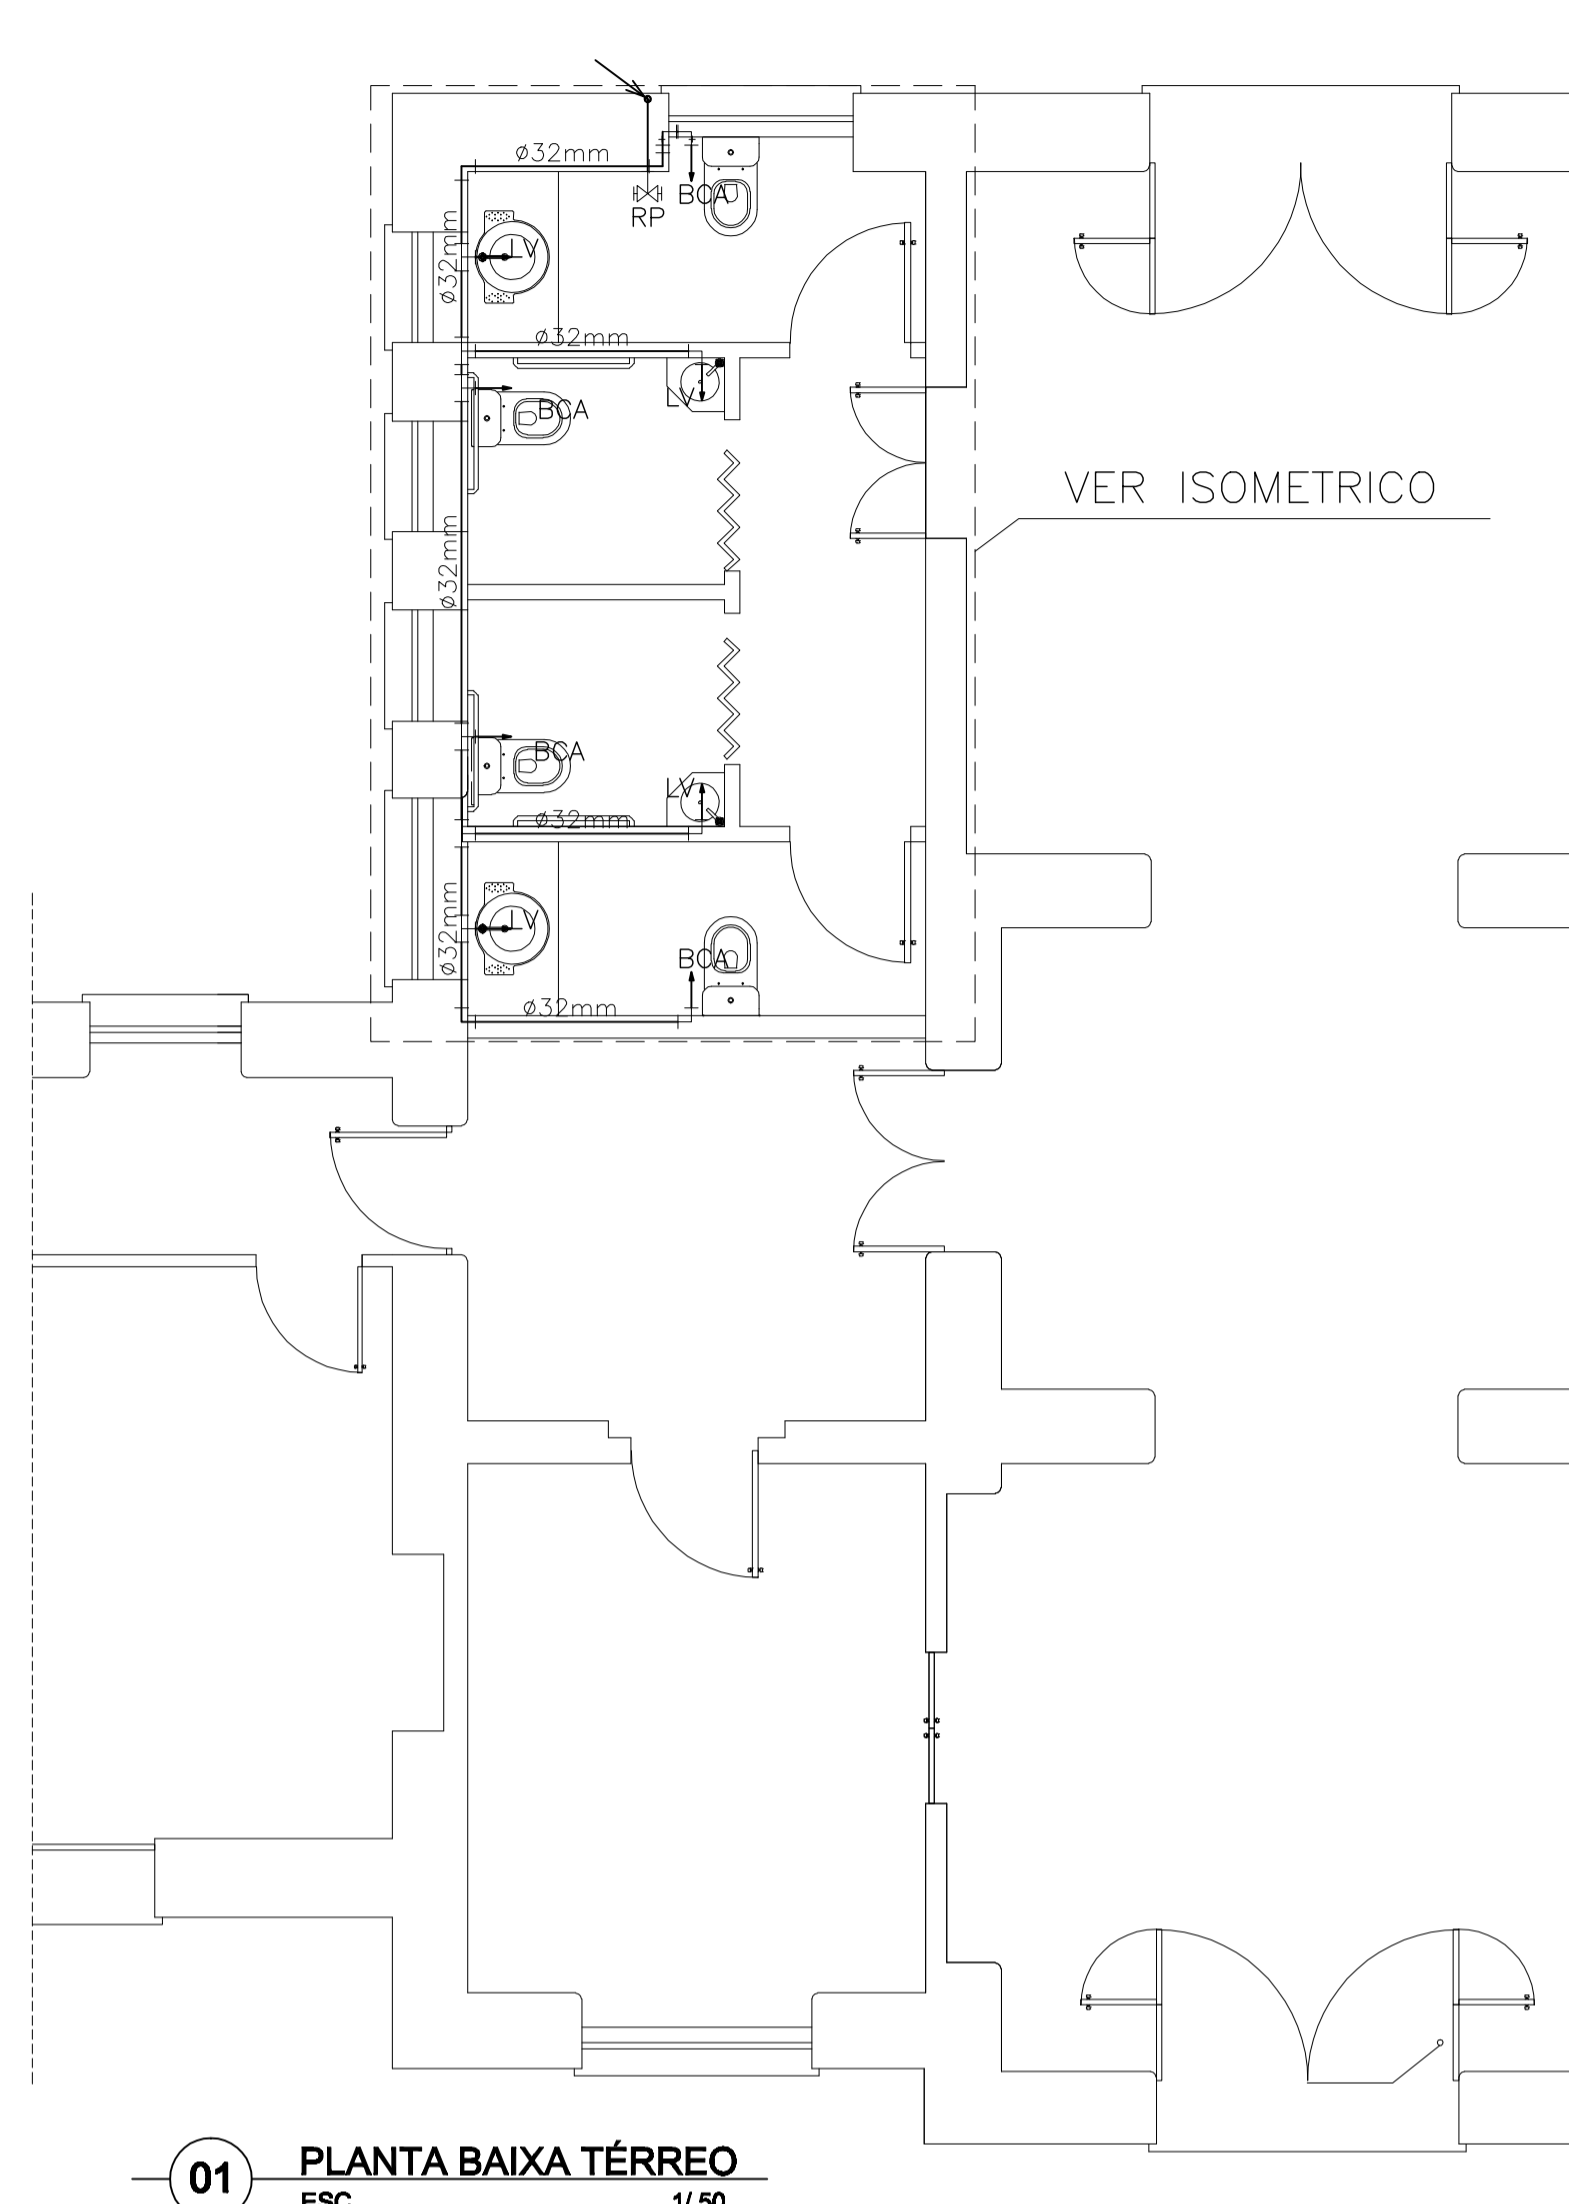 ø32mm
BCA
RP
LV
ø32mm
ø32mm
LV
BCA
VER ISOMETRICO
ø32mm
BCA
LV
ø32mm
LV
ø32mm
BCA
ø32mm
01
PLANTA BAIXA TÉRREO
ESC 1/ 50